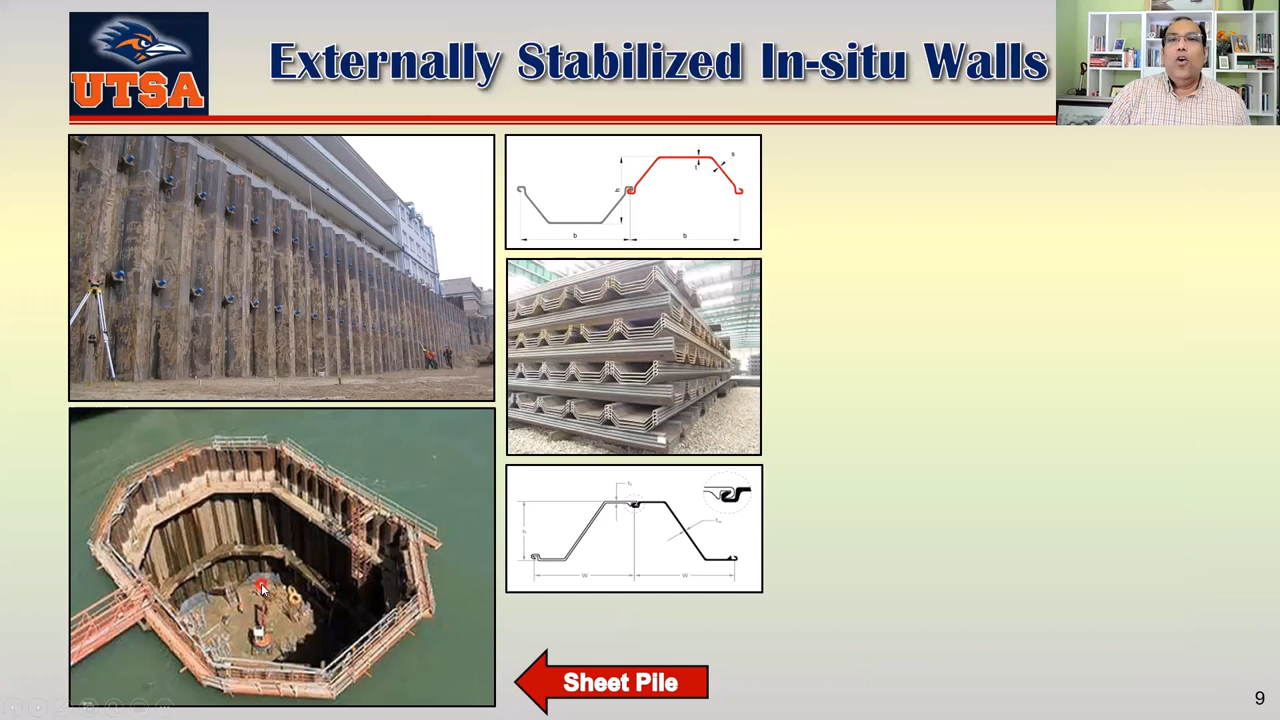 UTSA
Externally Stabilized In-situ Walls
s
t
h
b
b
w
w
Sheet Pile
9